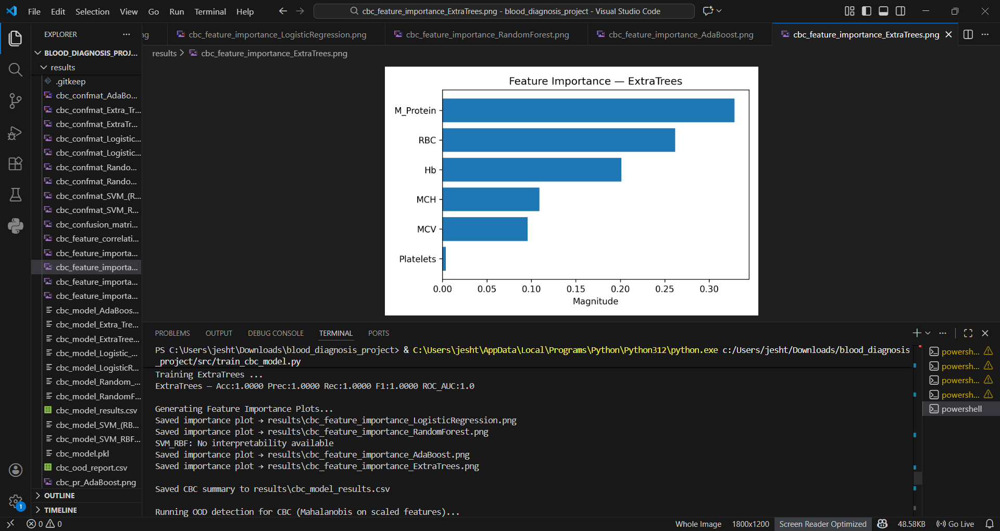 File Edit Selection View Go Run Terminal Help
cbc_feature_importance_ExtraTrees.png - blood_diagnosis_project - Visual Studio Code
EXPLORER
ng
cbc_feature_importance_LogisticRegression.png
cbc_feature_importance_RandomForest.png
cbc_feature_importance_AdaBoost.png
cbc_feature_importance_ExtraTrees.png
BLOOD_DIAGNOSIS_PROJ...
results
.gitkeep
cbc_confmat_AdaBo...
cbc_confmat_Extra_Tr...
cbc_confmat_ExtraTr...
cbc_confmat_Logistic...
cbc_confmat_Logistic...
cbc_confmat_Rando...
cbc_confmat_Rando...
cbc_confmat_SVM_(R...
cbc_confmat_SVM_R...
cbc_confusion_matri...
cbc_feature_correlati...
cbc_feature_importa...
cbc_feature_importa...
cbc_feature_importa...
cbc_feature_importa...
cbc_model_AdaBoos...
cbc_model_Extra_Tre...
cbc_model_ExtraTree...
cbc_model_Logistic_...
cbc_model_LogisticR...
cbc_model_Random_...
cbc_model_RandomF...
cbc_model_results.csv
cbc_model_SVM_(RB...
cbc_model_SVM_RBF...
cbc_model.pkl
cbc_ood_report.csv
cbc_pr_AdaBoost.png
OUTLINE
TIMELINE
results > cbc_feature_importance_ExtraTrees.png
Feature Importance — ExtraTrees
M_Protein
RBC
Hb
MCH
MCV
Platelets
0.00 0.05 0.10 0.15 0.20 0.25 0.30
Magnitude
PROBLEMS OUTPUT DEBUG CONSOLE TERMINAL PORTS
PS C:\Users\jesht\Downloads\blood_diagnosis_project> & C:\Users\jesht\AppData\Local\Programs\Python\Python312\python.exe c:/Users/jesht/Downloads/blood_diagnosis
_project/src/train_cbc_model.py
Training ExtraTrees ...
ExtraTrees — Acc:1.0000 Prec:1.0000 Rec:1.0000 F1:1.0000 ROC_AUC:1.0
Generating Feature Importance Plots...
Saved importance plot → results\cbc_feature_importance_LogisticRegression.png
Saved importance plot → results\cbc_feature_importance_RandomForest.png
SVM_RBF: No interpretability available
Saved importance plot → results\cbc_feature_importance_AdaBoost.png
Saved importance plot → results\cbc_feature_importance_ExtraTrees.png
Saved CBC summary to results\cbc_model_results.csv
Running OOD detection for CBC (Mahalanobis on scaled features)...
powersh...
powersh...
powersh...
powersh...
powershell
1
0 0
Whole Image 1800x1200 Screen Reader Optimized 48.58KB Go Live